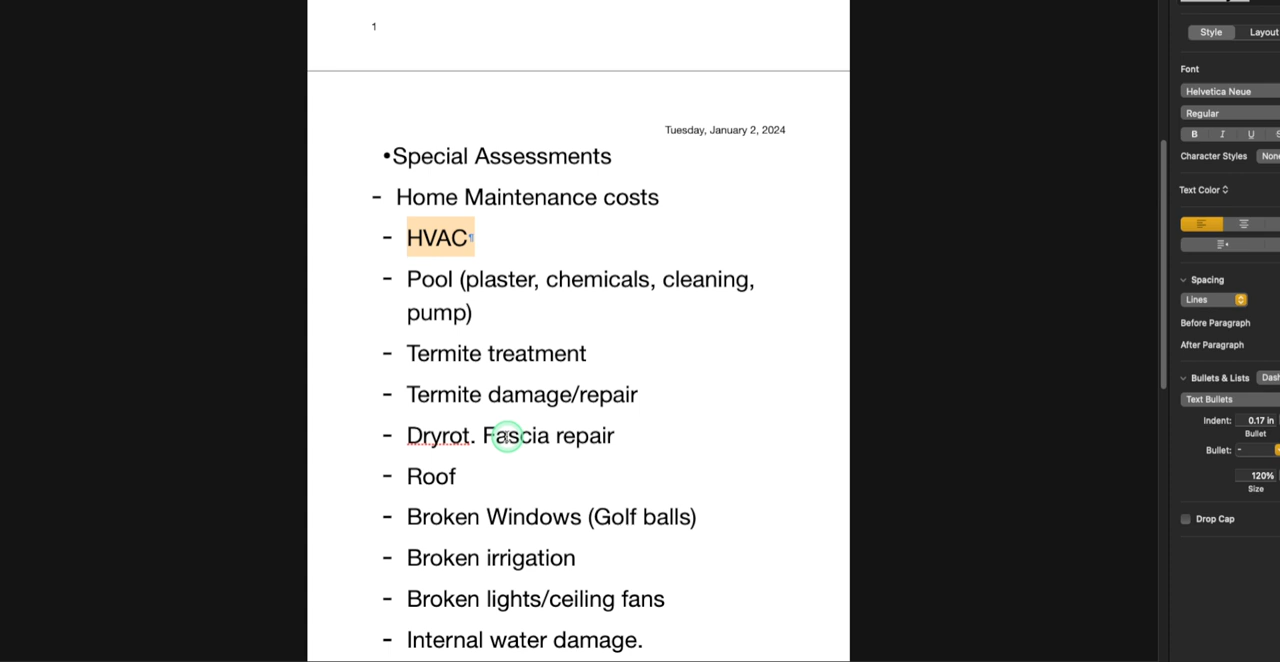 1
Tuesday, January 2, 2024
•Special Assessments
- Home Maintenance costs
- HVAC¶
- Pool (plaster, chemicals, cleaning,
pump)
- Termite treatment
- Termite damage/repair
- Dryrot. Fascia repair
- Roof
- Broken Windows (Golf balls)
- Broken irrigation
- Broken lights/ceiling fans
- Internal water damage.
Style Layout
Font
Helvetica Neue
Regular
B I U S
Character Styles
Text Color
Spacing
Lines
Before Paragraph
After Paragraph
Bullets & Lists
Text Bullets
Indent: 0.17 in
Bullet
Bullet: -
120%
Size
Drop Cap